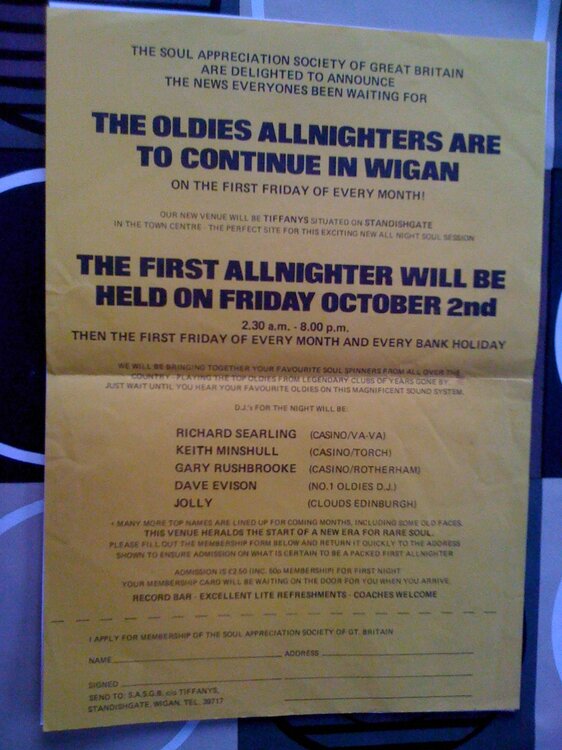 THE SOUL APPRECIATION SOCIETY OF GREAT BRITAIN
ARE DELIGHTED TO ANNOUNCE
THE NEWS EVERYONES BEEN WAITING FOR
THE OLDIES ALLNIGHTERS ARE
TO CONTINUE IN WIGAN
ON THE FIRST FRIDAY OF EVERY MONTH!
OUR NEW VENUE WILL BE TIFFANYS SITUATED ON STANDISHGATE
IN THE TOWN CENTRE - THE PERFECT SITE FOR THIS EXCITING NEW ALL NIGHT SOUL SESSION
THE FIRST ALLNIGHTER WILL BE
HELD ON FRIDAY OCTOBER 2nd
2.30 a.m. - 8.00 p.m.
THEN THE FIRST FRIDAY OF EVERY MONTH AND EVERY BANK HOLIDAY
WE WILL BE BRINGING TOGETHER YOUR FAVOURITE SOUL SPINNERS FROM ALL OVER THE
COUNTRY - PLAYING THE TOP OLDIES FROM LEGENDARY CLUBS OF YEARS GONE BY.
JUST WAIT UNTIL YOU HEAR YOUR FAVOURITE OLDIES ON THIS MAGNIFICENT SOUND SYSTEM.
D.J.'s FOR THE NIGHT WILL BE:
RICHARD SEARLING (CASINO/VA-VA)
KEITH MINSHULL (CASINO/TORCH)
GARY RUSHBROOKE (CASINO/ROTHERHAM)
DAVE EVISON (NO.1 OLDIES D.J.)
JOLLY (CLOUDS EDINBURGH)
+ MANY MORE TOP NAMES ARE LINED UP FOR COMING MONTHS, INCLUDING SOME OLD FACES.
THIS VENUE HERALDS THE START OF A NEW ERA FOR RARE SOUL.
PLEASE FILL OUT THE MEMBERSHIP FORM BELOW AND RETURN IT QUICKLY TO THE ADDRESS
SHOWN TO ENSURE ADMISSION ON WHAT IS CERTAIN TO BE A PACKED FIRST ALLNIGHTER
ADMISSION IS £2.50 (INC. 50p MEMBERSHIP) FOR FIRST NIGHT
YOUR MEMBERSHIP CARD WILL BE WAITING ON THE DOOR FOR YOU WHEN YOU ARRIVE.
RECORD BAR - EXCELLENT LITE REFRESHMENTS - COACHES WELCOME
I APPLY FOR MEMBERSHIP OF THE SOUL APPRECIATION SOCIETY OF GT. BRITAIN
NAME ADDRESS
SIGNED
SEND TO: S.A.S.G.B. c/o TIFFANYS,
STANDISHGATE, WIGAN. TEL. 39717